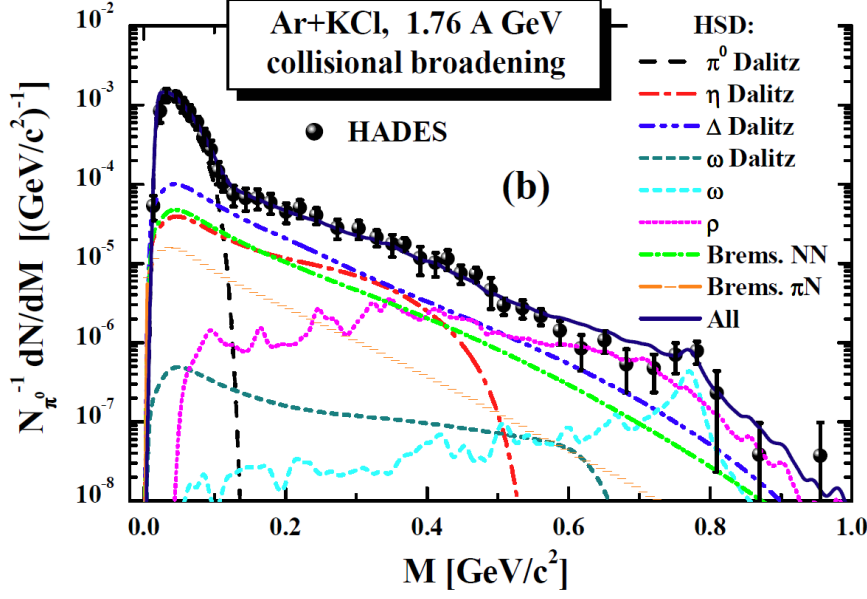 Ar+KCl, 1.76 A GeV
collisional broadening
HADES
(b)
HSD:
π⁰ Dalitz
η Dalitz
Δ Dalitz
ω Dalitz
ω
ρ
Brems. NN
Brems. πN
All
N_π⁰⁻¹ dN/dM [(GeV/c²)⁻¹]
10⁻²
10⁻³
10⁻⁴
10⁻⁵
10⁻⁶
10⁻⁷
10⁻⁸
0.0 0.2 0.4 0.6 0.8 1.0
M [GeV/c²]